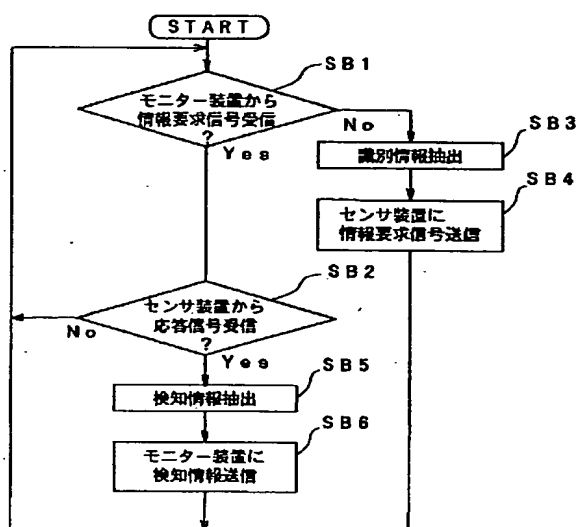 START
SB1
モニター装置から
情報要求信号受信
?
No
Yes
SB3
識別情報抽出
SB4
センサ装置に
情報要求信号送信
SB2
センサ装置から
応答信号受信
?
No
Yes
SB5
検知情報抽出
SB6
モニター装置に
検知情報送信